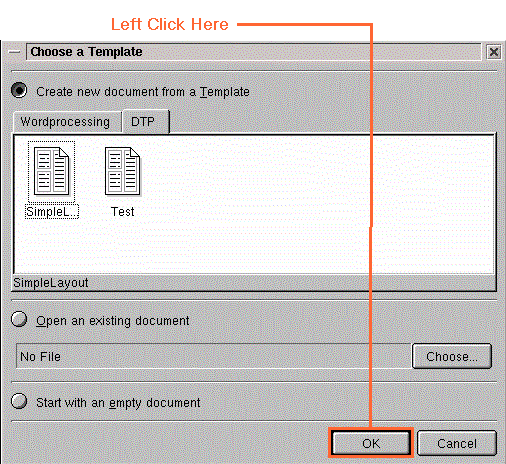 Left Click Here
Choose a Template
Create new document from a Template
Wordprocessing DTP
SimpleL.. Test
SimpleLayout
Open an existing document
No File Choose...
Start with an empty document
OK Cancel